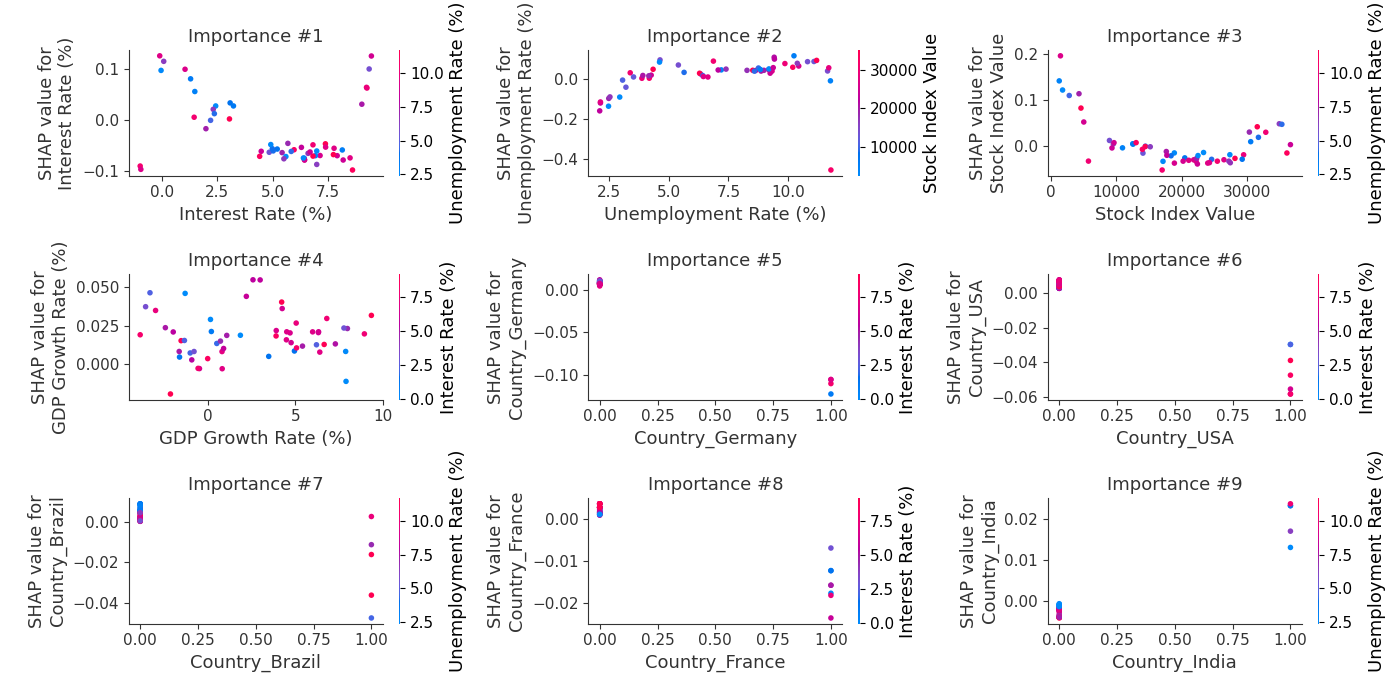 Importance #1
SHAP value for
Interest Rate (%)
0.1
0.0
−0.1
0.0
2.5
5.0
7.5
Interest Rate (%)
10.0
7.5
5.0
2.5
Unemployment Rate (%)
Importance #2
SHAP value for
Unemployment Rate (%)
0.0
−0.2
−0.4
2.5
5.0
7.5
10.0
Unemployment Rate (%)
30000
20000
10000
Stock Index Value
Importance #3
SHAP value for
Stock Index Value
0.2
0.1
0.0
0
10000
20000
30000
Stock Index Value
10.0
7.5
5.0
2.5
Unemployment Rate (%)
Importance #4
SHAP value for
GDP Growth Rate (%)
0.050
0.025
0.000
0
5
10
GDP Growth Rate (%)
7.5
5.0
2.5
0.0
Interest Rate (%)
Importance #5
SHAP value for
Country_Germany
0.00
−0.05
−0.10
0.00
0.25
0.50
0.75
1.00
Country_Germany
7.5
5.0
2.5
0.0
Interest Rate (%)
Importance #6
SHAP value for
Country_USA
0.00
−0.02
−0.04
−0.06
0.00
0.25
0.50
0.75
1.00
Country_USA
7.5
5.0
2.5
0.0
Interest Rate (%)
Importance #7
SHAP value for
Country_Brazil
0.00
−0.02
−0.04
0.00
0.25
0.50
0.75
1.00
Country_Brazil
10.0
7.5
5.0
2.5
Unemployment Rate (%)
Importance #8
SHAP value for
Country_France
0.00
−0.01
−0.02
0.00
0.25
0.50
0.75
1.00
Country_France
7.5
5.0
2.5
0.0
Interest Rate (%)
Importance #9
SHAP value for
Country_India
0.02
0.01
0.00
0.00
0.25
0.50
0.75
1.00
Country_India
10.0
7.5
5.0
2.5
Unemployment Rate (%)